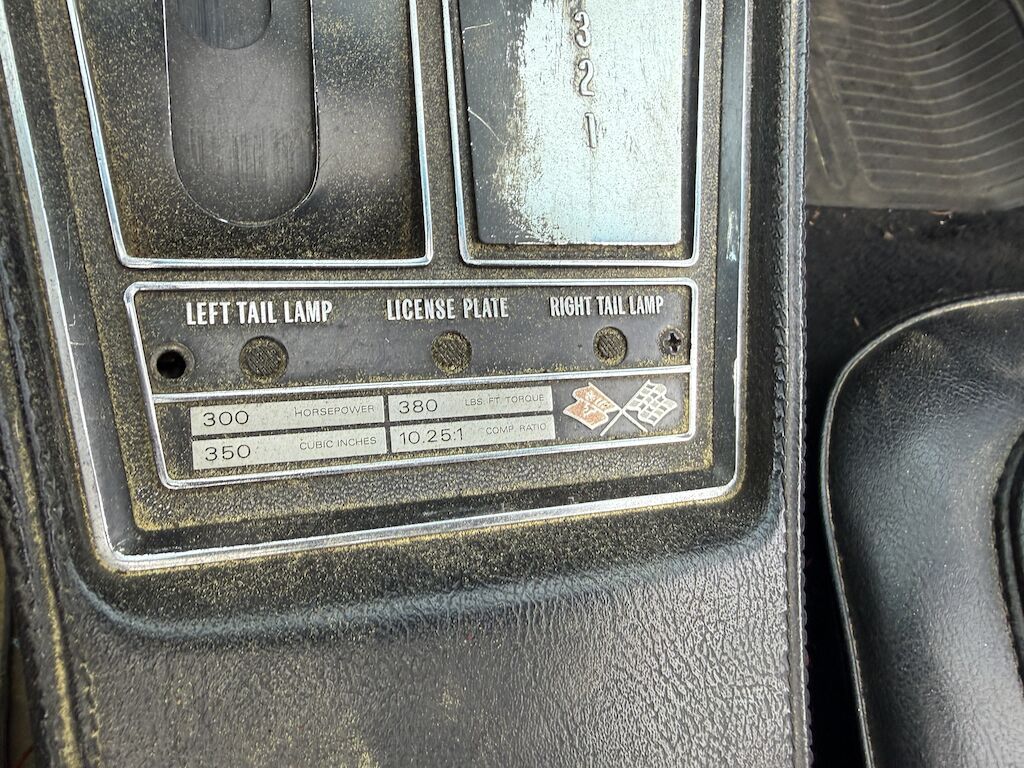 3
2
1
LEFT TAIL LAMP LICENSE PLATE RIGHT TAIL LAMP
300 HORSEPOWER 380 LBS. FT. TORQUE
350 CUBIC INCHES 10.25:1 COMP. RATIO